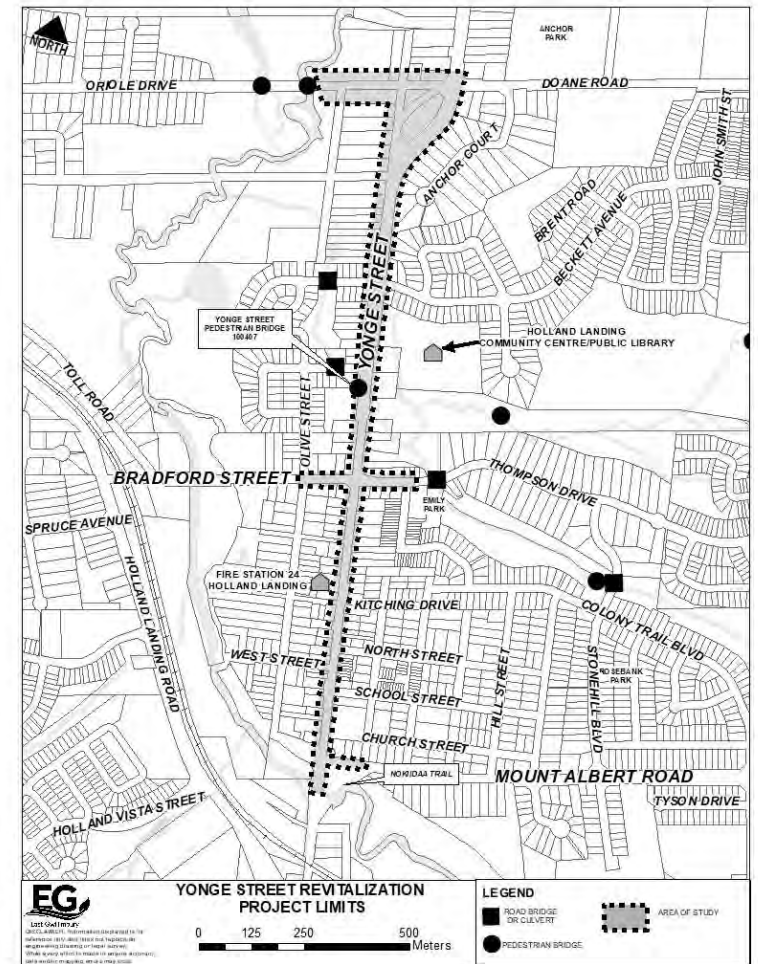 NORTH
ANCHOR
PARK
ORIOLE DRIVE
DOANE ROAD
JOHN SMITH ST
ANCHOR COURT
BRENT ROAD
BECKETT AVENUE
YONGE STREET
YONGE STREET
PEDESTRIAN BRIDGE
100407
HOLLAND LANDING
COMMUNITY CENTRE/PUBLIC LIBRARY
TOLL ROAD
OLIVE STREET
BRADFORD STREET
THOMPSON DRIVE
EMILY
PARK
SPRUCE AVENUE
FIRE STATION 24
HOLLAND LANDING
HOLLAND LANDING ROAD
KITCHING DRIVE
COLONY TRAIL BLVD
WEST STREET
NORTH STREET
HILL STREET
STONEHILL BLVD
ROSEBANK
PARK
SCHOOL STREET
CHURCH STREET
NOKIIDAA TRAIL
MOUNT ALBERT ROAD
HOLLAND VISTA STREET
TYSON DRIVE
EG
East Gwillimbury
YONGE STREET REVITALIZATION
PROJECT LIMITS
0 125 250 500
Meters
LEGEND
ROAD BRIDGE
OR CULVERT
AREA OF STUDY
PEDESTRIAN BRIDGE